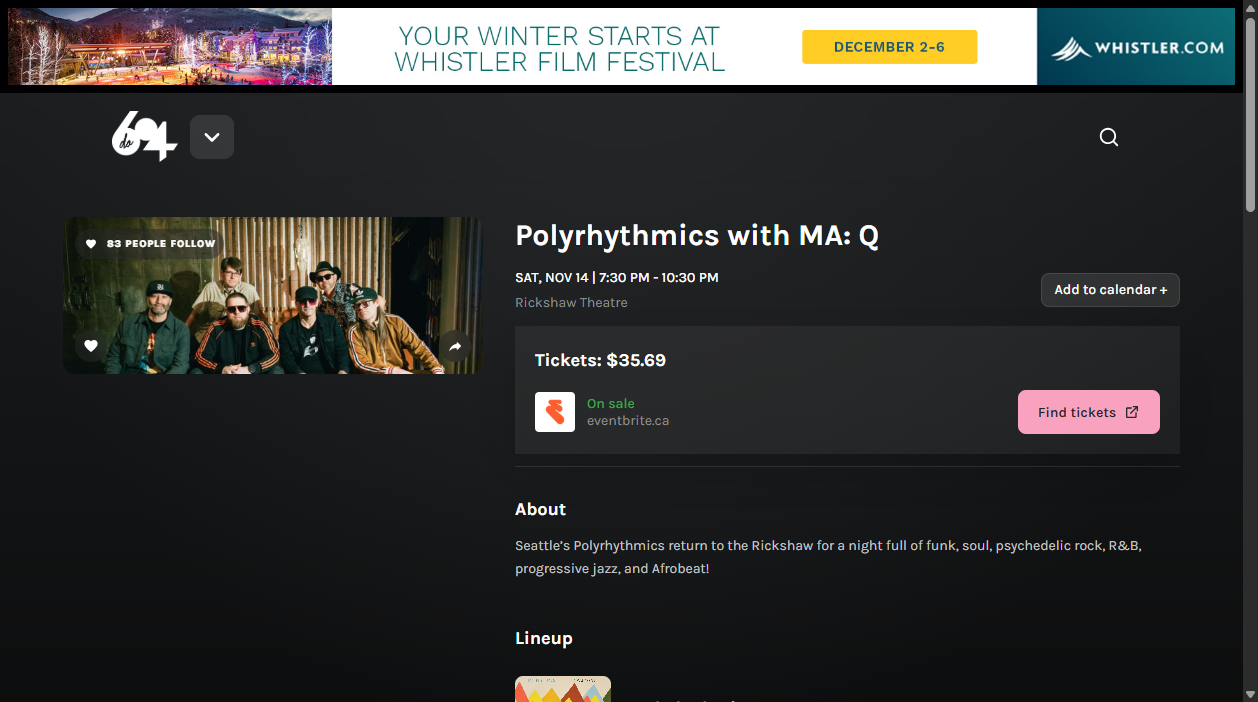 YOUR WINTER STARTS AT
WHISTLER FILM FESTIVAL
DECEMBER 2-6
WHISTLER.COM
do604
83 PEOPLE FOLLOW
Polyrhythmics with MA: Q
SAT, NOV 14 | 7:30 PM - 10:30 PM
Rickshaw Theatre
Add to calendar +
Tickets: $35.69
On sale
eventbrite.ca
Find tickets
About
Seattle’s Polyrhythmics return to the Rickshaw for a night full of funk, soul, psychedelic rock, R&B,
progressive jazz, and Afrobeat!
Lineup